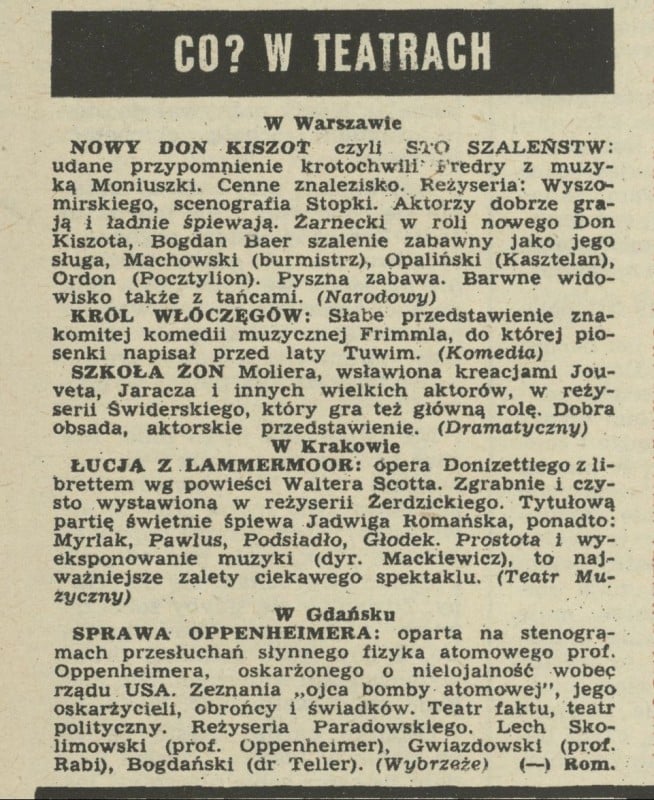 CO? W TEATRACH
W Warszawie
NOWY DON KISZOT czyli STO SZALEŃSTW:
udane przypomnienie krotochwili Fredry z muzy-
ką Moniuszki. Cenne znalezisko. Reżyseria: Wyszo-
mirskiego, scenografia Stopki. Aktorzy dobrze gra-
ją i ładnie śpiewają. Żarnecki w roli nowego Don
Kiszota, Bogdan Baer szalenie zabawny jako jego
sługa, Machowski (burmistrz), Opaliński (Kasztelan),
Ordon (Pocztylion). Pyszna zabawa. Barwne wido-
wisko także z tańcami. (Narodowy)
KRÓL WŁÓCZĘGÓW: Słabe przedstawienie zna-
komitej komedii muzycznej Frimmla, do której pio-
senki napisał przed laty Tuwim. (Komedia)
SZKOŁA ŻON Moliera, wsławiona kreacjami Jou-
veta, Jaracza i innych wielkich aktorów, w reży-
serii Świderskiego, który gra też główną rolę. Dobra
obsada, aktorskie przedstawienie. (Dramatyczny)
W Krakowie
ŁUCJA Z LAMMERMOOR: opera Donizettiego z li-
brettem wg powieści Waltera Scotta. Zgrabnie i czy-
sto wystawiona w reżyserii Żerdzickiego. Tytułową
partię świetnie śpiewa Jadwiga Romańska, ponadto:
Myrlak, Pawlus, Podsiadło, Głodek. Prostota i wy-
eksponowanie muzyki (dyr. Mackiewicz), to naj-
ważniejsze zalety ciekawego spektaklu. (Teatr Mu-
zyczny)
W Gdańsku
SPRAWA OPPENHEIMERA: oparta na stenogra-
mach przesłuchań słynnego fizyka atomowego prof.
Oppenheimera, oskarżonego o nielojalność wobec
rządu USA. Zeznania „ojca bomby atomowej”, jego
oskarżycieli, obrońcy i świadków. Teatr faktu, teatr
polityczny. Reżyseria Paradowskiego. Lech Sko-
limowski (prof. Oppenheimer), Gwiazdowski (prof.
Rabi), Bogdański (dr Teller). (Wybrzeże) (—) Rom.